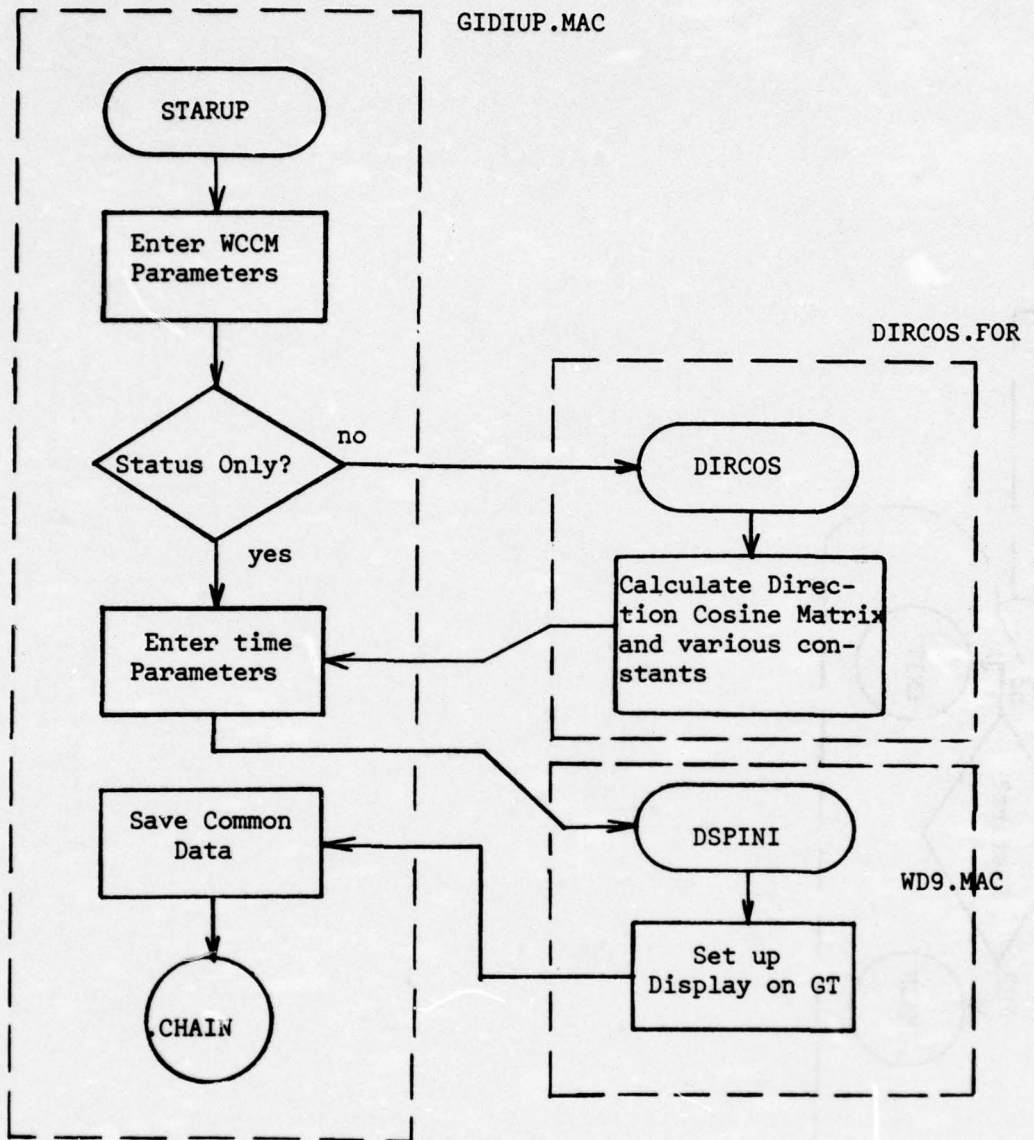 GIDIUP.MAC
STARUP
Enter WCCM
Parameters
Status Only?
no
yes
Enter time
Parameters
Save Common
Data
.CHAIN
DIRCOS.FOR
DIRCOS
Calculate Direc-
tion Cosine Matrix
and various con-
stants
DSPINI
WD9.MAC
Set up
Display on GT